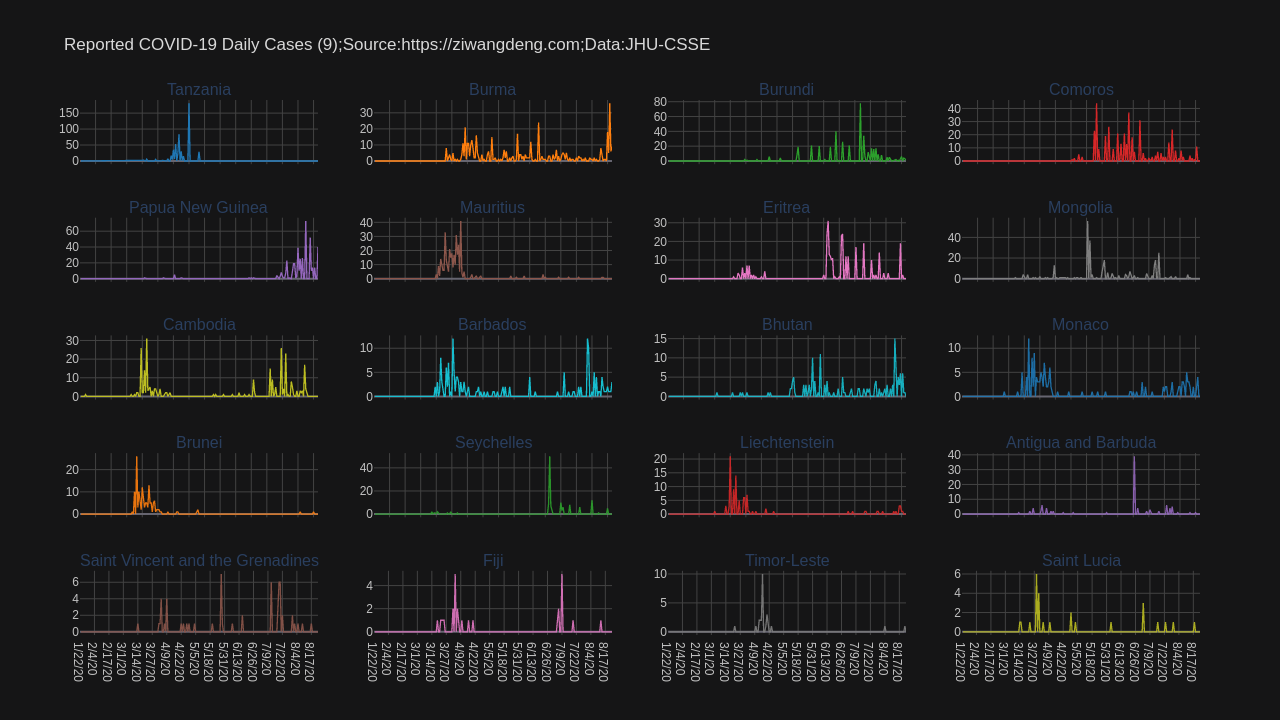 Reported COVID-19 Daily Cases (9);Source:https://ziwangdeng.com;Data:JHU-CSSE
Tanzania Burma Burundi Comoros
150 100 50 0
30 20 10 0
80 60 40 20 0
40 30 20 10 0
Papua New Guinea Mauritius Eritrea Mongolia
60 40 20 0
40 30 20 10 0
30 20 10 0
40 20 0
Cambodia Barbados Bhutan Monaco
30 20 10 0
10 5 0
15 10 5 0
10 5 0
Brunei Seychelles Liechtenstein Antigua and Barbuda
20 10 0
40 20 0
20 15 10 5 0
40 30 20 10 0
Saint Vincent and the Grenadines Fiji Timor-Leste Saint Lucia
6 4 2 0
4 2 0
10 5 0
6 4 2 0
1/22/20 2/4/20 2/17/20 3/1/20 3/14/20 3/27/20 4/9/20 4/22/20 5/5/20 5/18/20 5/31/20 6/13/20 6/26/20 7/9/20 7/22/20 8/4/20 8/17/20
1/22/20 2/4/20 2/17/20 3/1/20 3/14/20 3/27/20 4/9/20 4/22/20 5/5/20 5/18/20 5/31/20 6/13/20 6/26/20 7/9/20 7/22/20 8/4/20 8/17/20
1/22/20 2/4/20 2/17/20 3/1/20 3/14/20 3/27/20 4/9/20 4/22/20 5/5/20 5/18/20 5/31/20 6/13/20 6/26/20 7/9/20 7/22/20 8/4/20 8/17/20
1/22/20 2/4/20 2/17/20 3/1/20 3/14/20 3/27/20 4/9/20 4/22/20 5/5/20 5/18/20 5/31/20 6/13/20 6/26/20 7/9/20 7/22/20 8/4/20 8/17/20